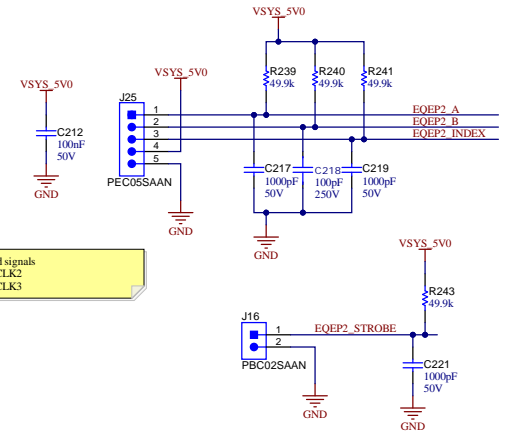 VSYS_5V0
R239
49.9k
R240
49.9k
R241
49.9k
VSYS_5V0
VSYS_5V0
J25
1
2
3
4
5
PEC05SAAN
EQEP2_A
EQEP2_B
EQEP2_INDEX
C212
100nF
50V
GND
C217
1000pF
50V
C218
100pF
250V
C219
1000pF
50V
GND
GND
VSYS_5V0
d signals
CLK2
CLK3
R243
49.9k
J16
1
2
PBC02SAAN
EQEP2_STROBE
C221
1000pF
50V
GND
GND